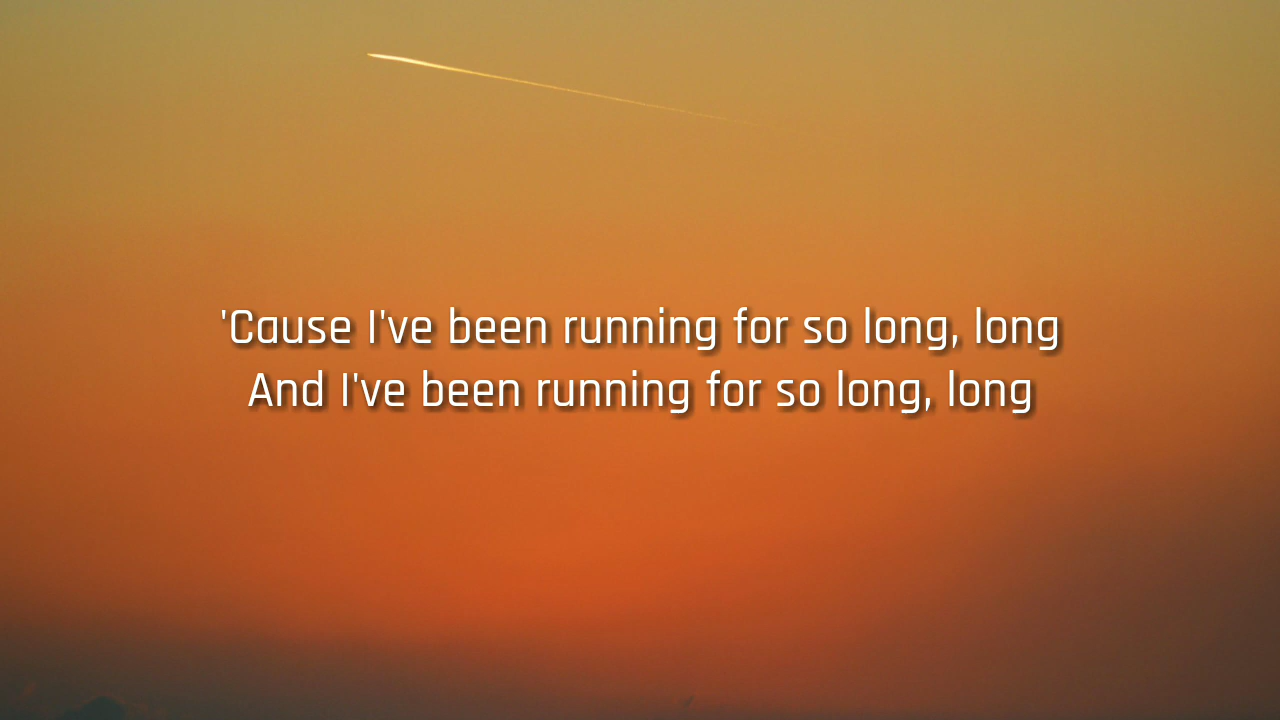 'Cause I've been running for so long, long
And I've been running for so long, long